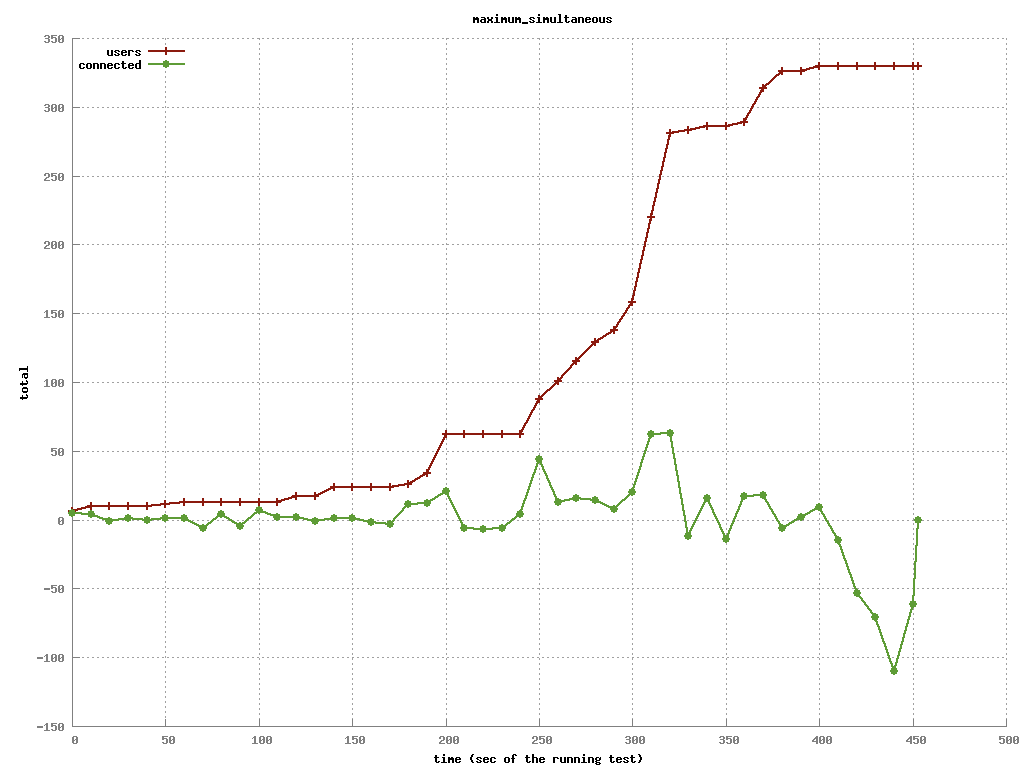 maximum_simultaneous
users
connected
350
300
250
200
150
100
50
0
-50
-100
-150
total
0 50 100 150 200 250 300 350 400 450 500
time (sec of the running test)